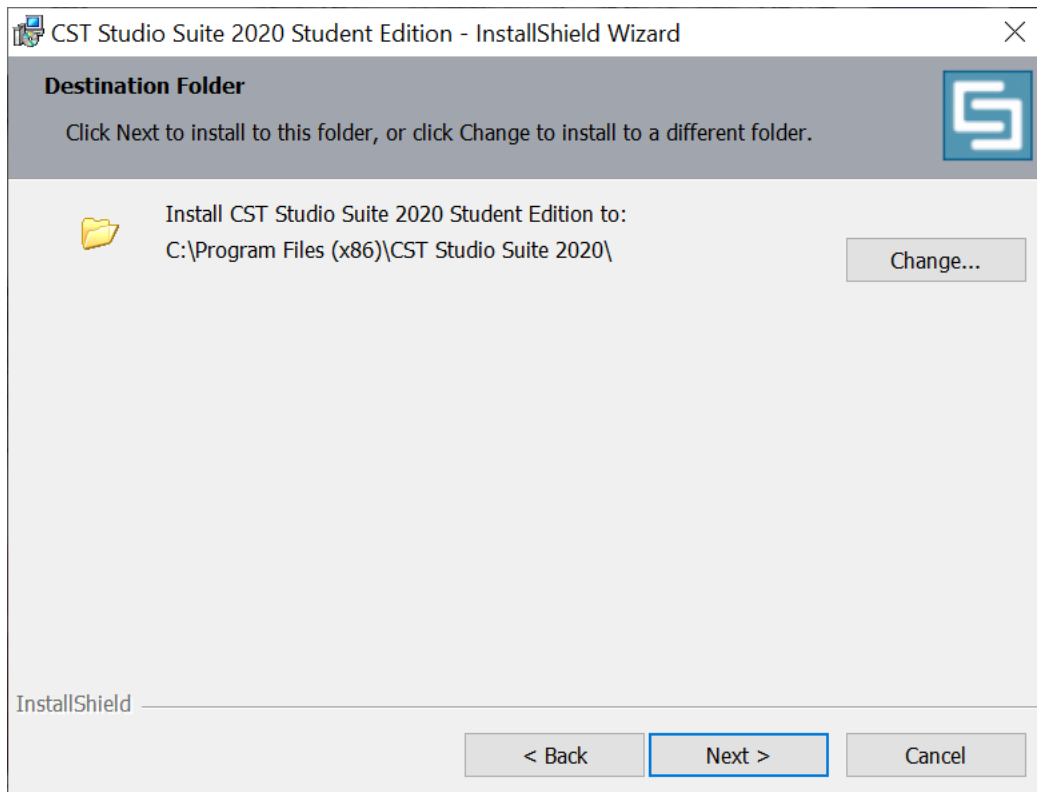 CST Studio Suite 2020 Student Edition - InstallShield Wizard
Destination Folder
Click Next to install to this folder, or click Change to install to a different folder.
Install CST Studio Suite 2020 Student Edition to:
C:\Program Files (x86)\CST Studio Suite 2020\
Change...
InstallShield
< Back
Next >
Cancel